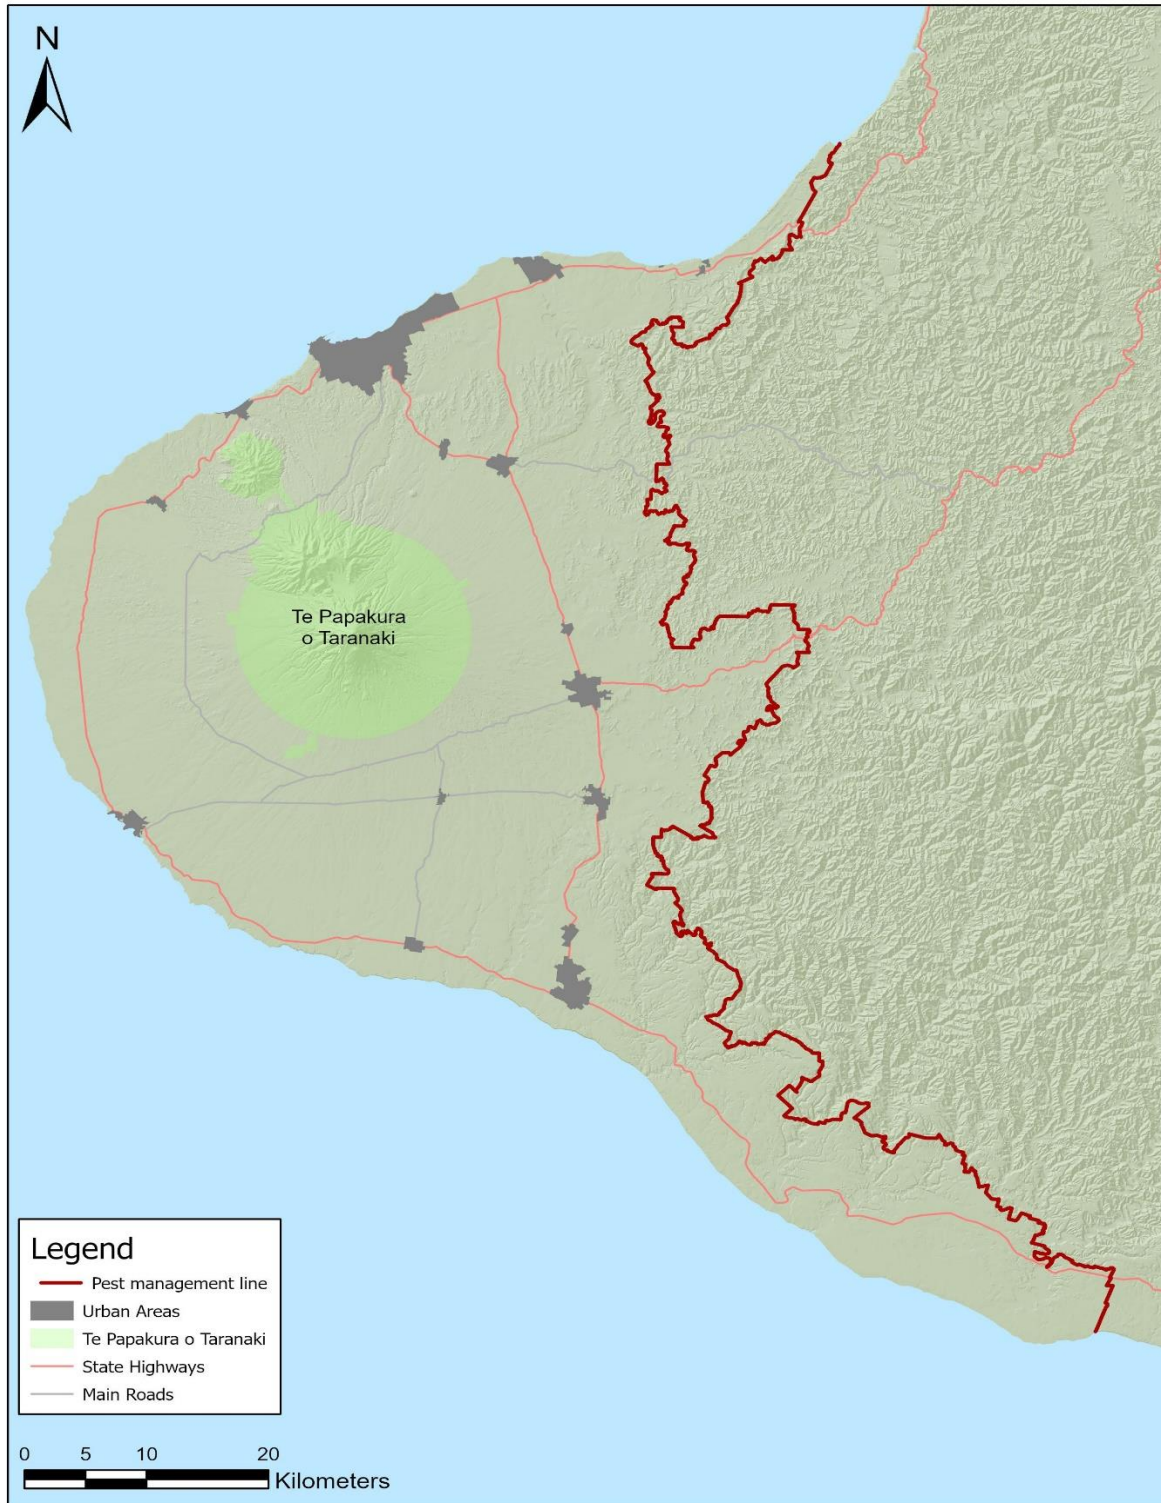 N
Te Papakura
o Taranaki
Legend
Pest management line
Urban Areas
Te Papakura o Taranaki
State Highways
Main Roads
0 5 10 20
Kilometers